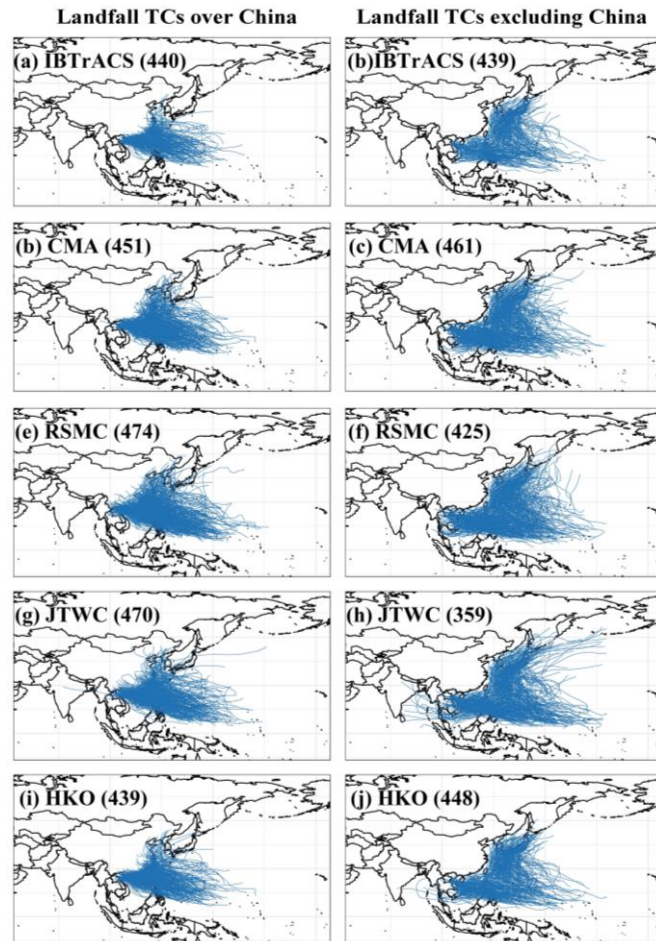 Landfall TCs over China
Landfall TCs excluding China
(a) IBTrACS (440)
(b)IBTrACS (439)
(b) CMA (451)
(c) CMA (461)
(e) RSMC (474)
(f) RSMC (425)
(g) JTWC (470)
(h) JTWC (359)
(i) HKO (439)
(j) HKO (448)